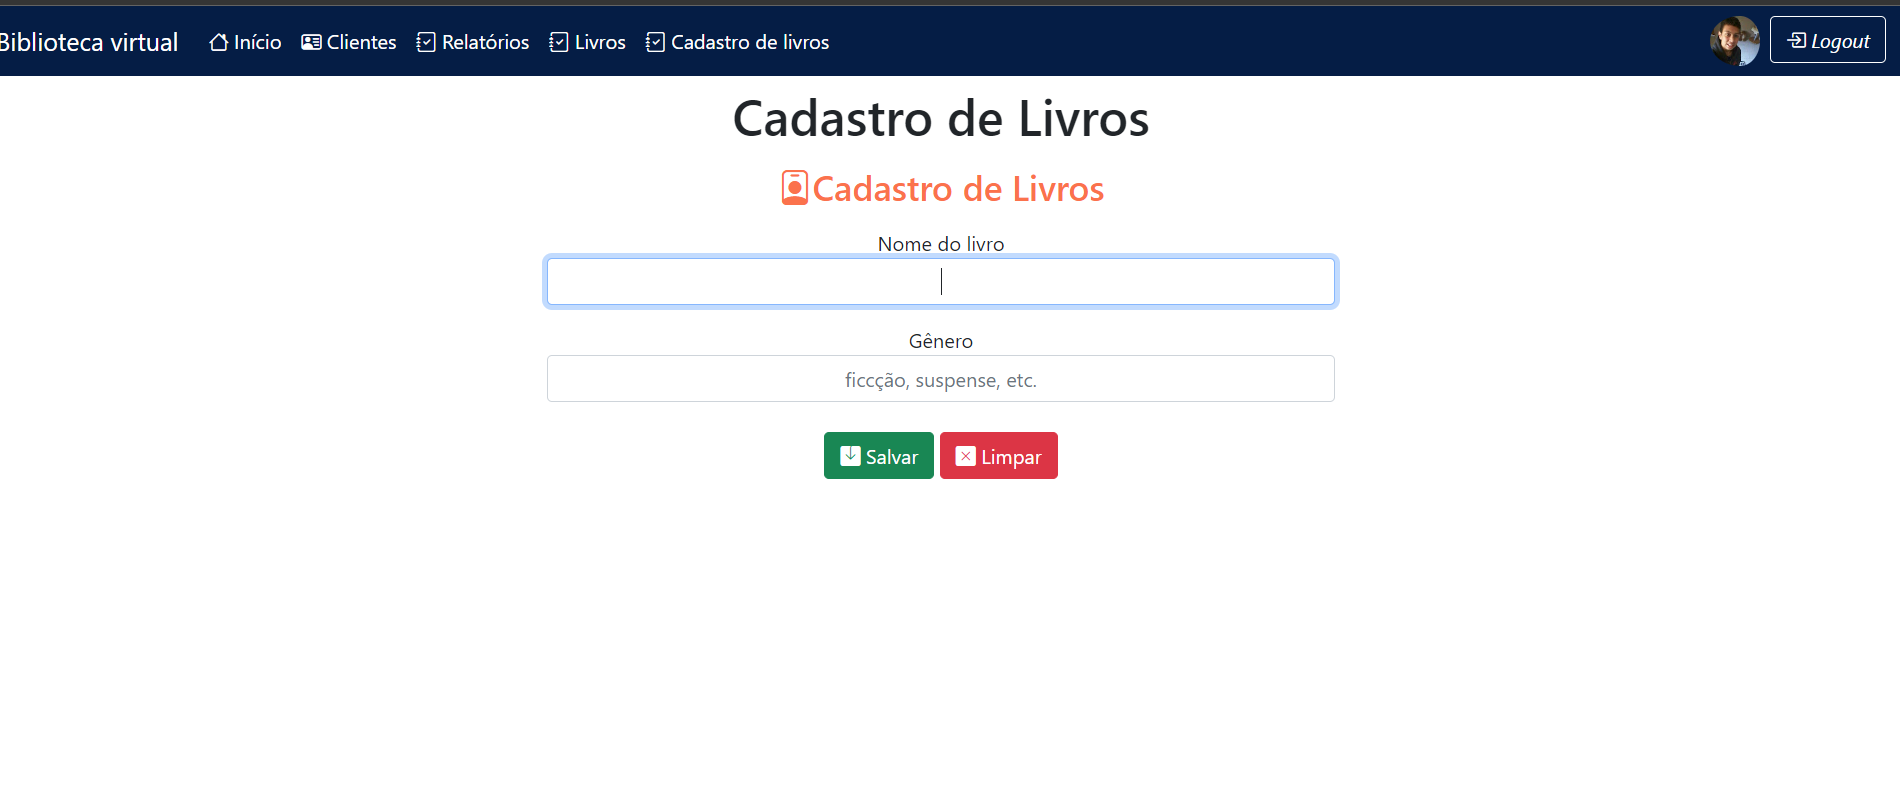 Biblioteca virtual Início Clientes Relatórios Livros Cadastro de livros Logout
Cadastro de Livros
Cadastro de Livros
Nome do livro
Gênero
ficcção, suspense, etc.
Salvar Limpar